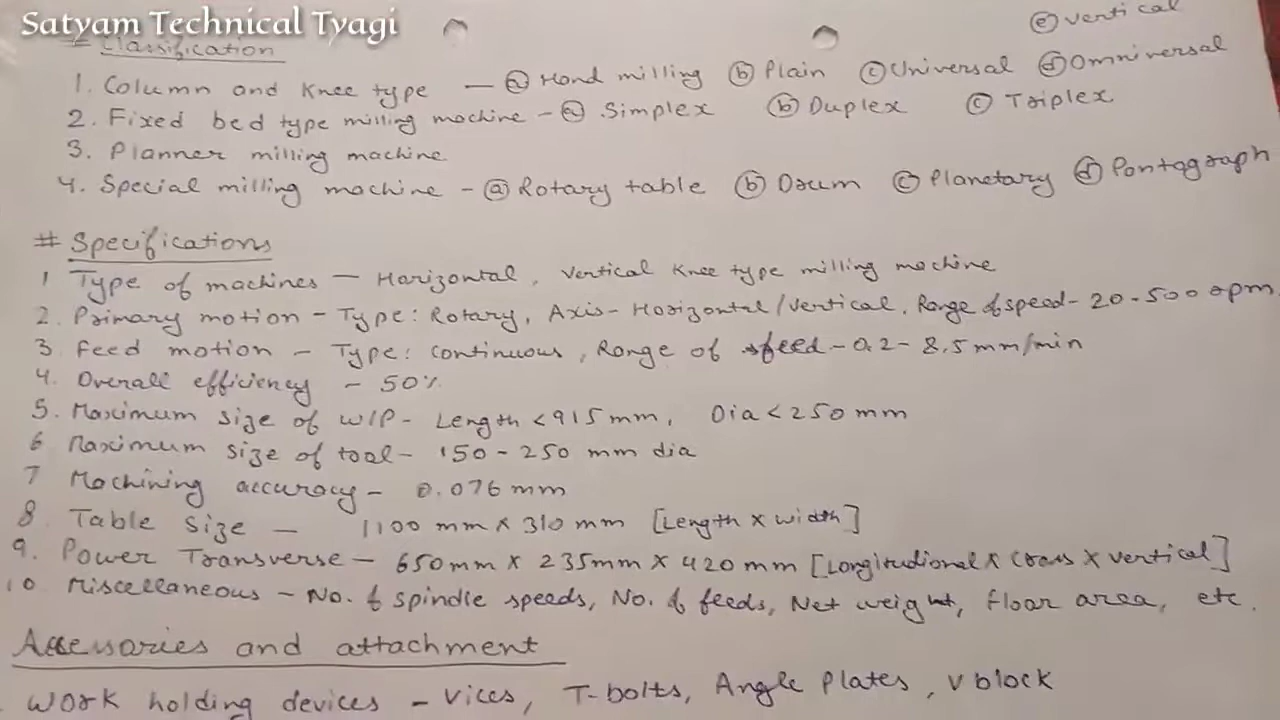 Satyam Technical Tyagi
# Classification
1. Column and Knee type — (a) Hand milling (b) Plain (c) Universal (d) Omniversal (e) vertical
2. Fixed bed type milling machine - (a) Simplex (b) Duplex (c) Triplex
3. Planner milling machine
4. Special milling machine - (a) Rotary table (b) Drum (c) Planetary (d) Pantograph
# Specifications
1 Type of machines — Horizontal, Vertical Knee type milling machine
2. Primary motion - Type: Rotary, Axis - Horizontal/vertical, Range of speed - 20-500 rpm
3 feed motion - Type: continuous, Range of feed - 0.2 - 8.5 mm/min
4. Overall efficiency - 50%
5. Maximum size of W/P - Length < 915 mm, Dia < 250 mm
6 Maximum size of tool - 150 - 250 mm dia
7 Machining accuracy - 0.076 mm
8 Table Size — 1100 mm x 310 mm [Length x width]
9. Power Transverse — 650mm x 235mm x 420 mm [Longitudional x Cross x vertical]
10 Miscellaneous - No. of spindle speeds, No. of feeds, Net weight, floor area, etc.
Accessories and attachment
work holding devices - vices, T-bolts, Angle Plates, V block